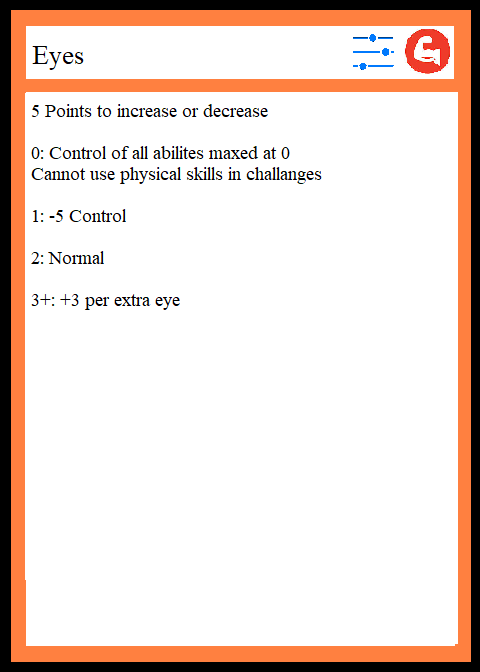 Eyes
5 Points to increase or decrease
0: Control of all abilites maxed at 0
Cannot use physical skills in challanges
1: -5 Control
2: Normal
3+: +3 per extra eye